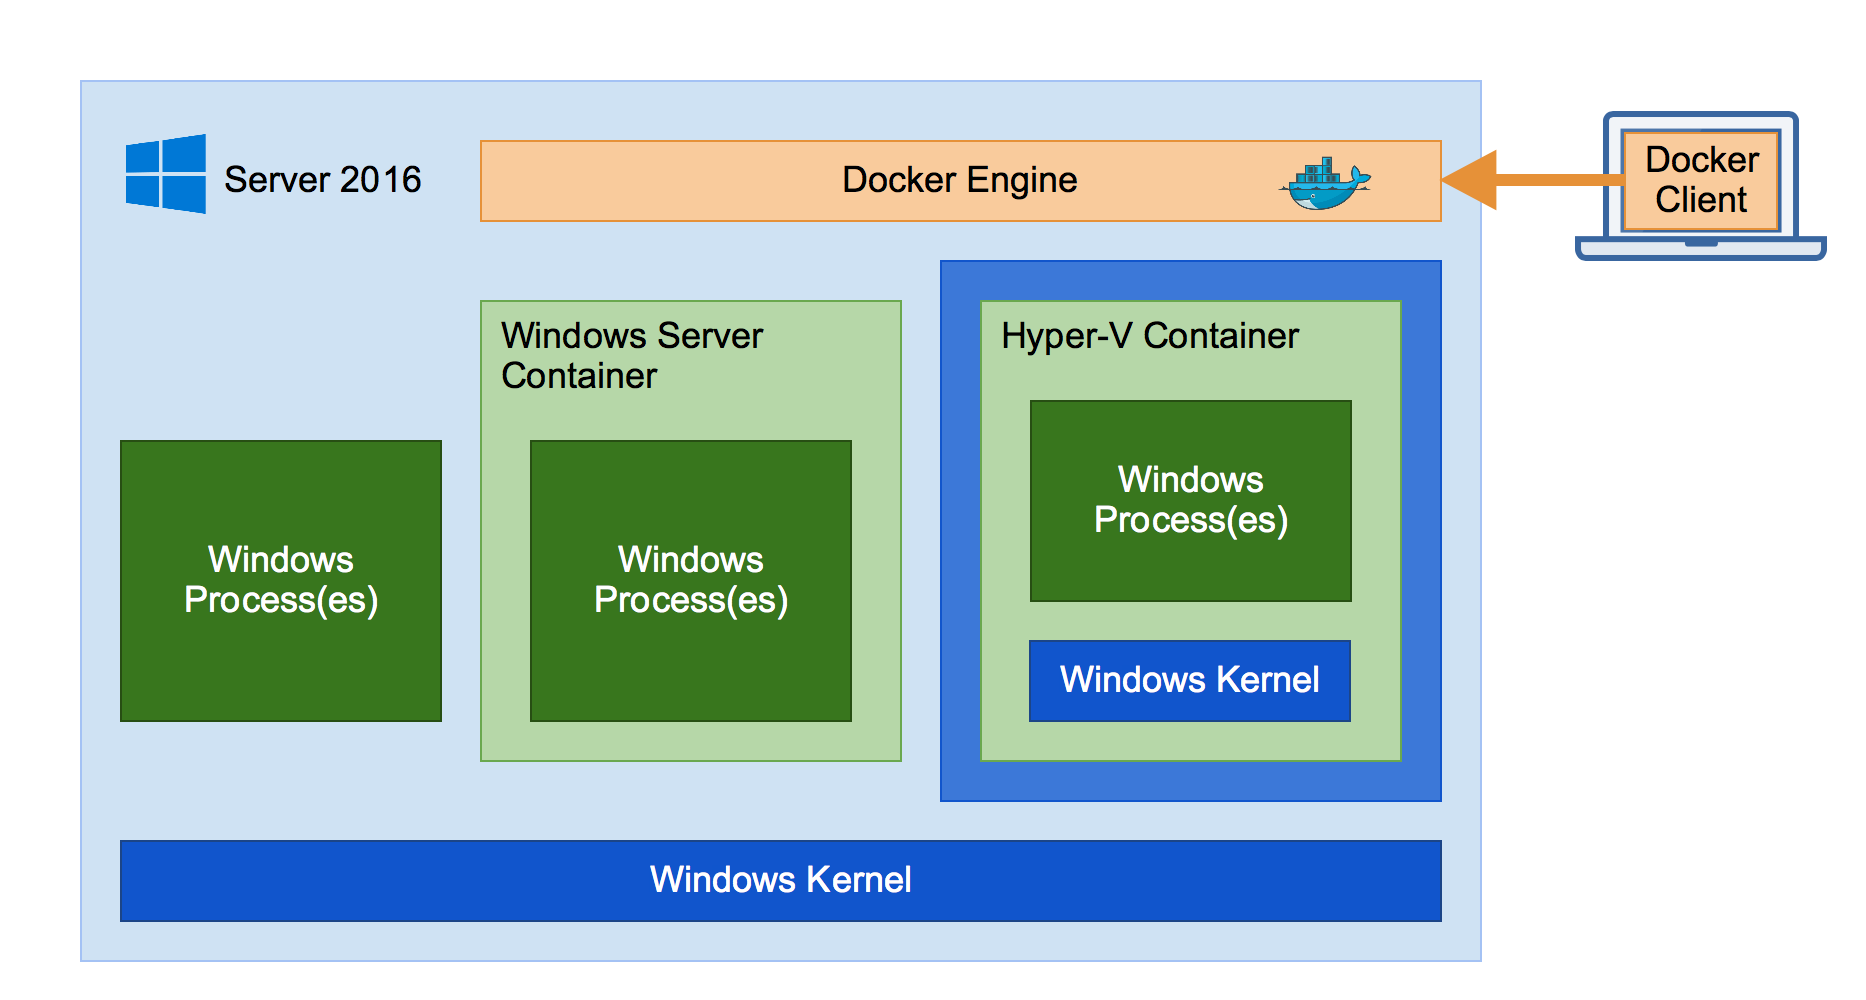 Server 2016
Docker Engine
Docker
Client
Windows Server
Container
Hyper-V Container
Windows
Process(es)
Windows
Process(es)
Windows
Process(es)
Windows Kernel
Windows Kernel